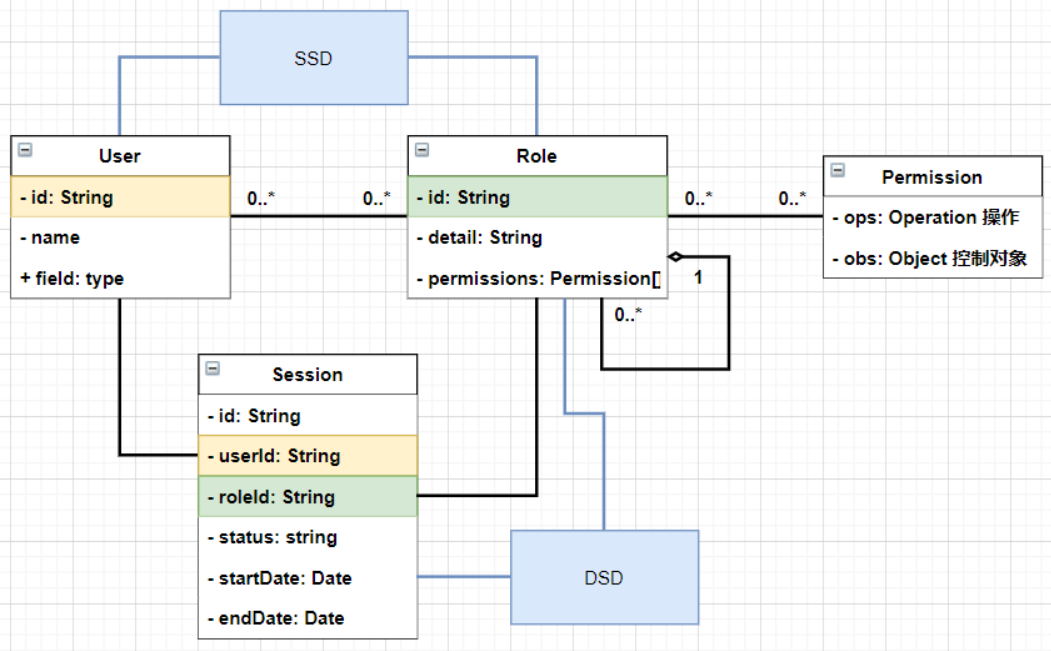 SSD
User
- id: String
- name
+ field: type
0..*
0..*
Role
- id: String
- detail: String
- permissions: Permission[]
0..*
0..*
1
0..*
Permission
- ops: Operation 操作
- obs: Object 控制对象
Session
- id: String
- userId: String
- roleId: String
- status: string
- startDate: Date
- endDate: Date
DSD